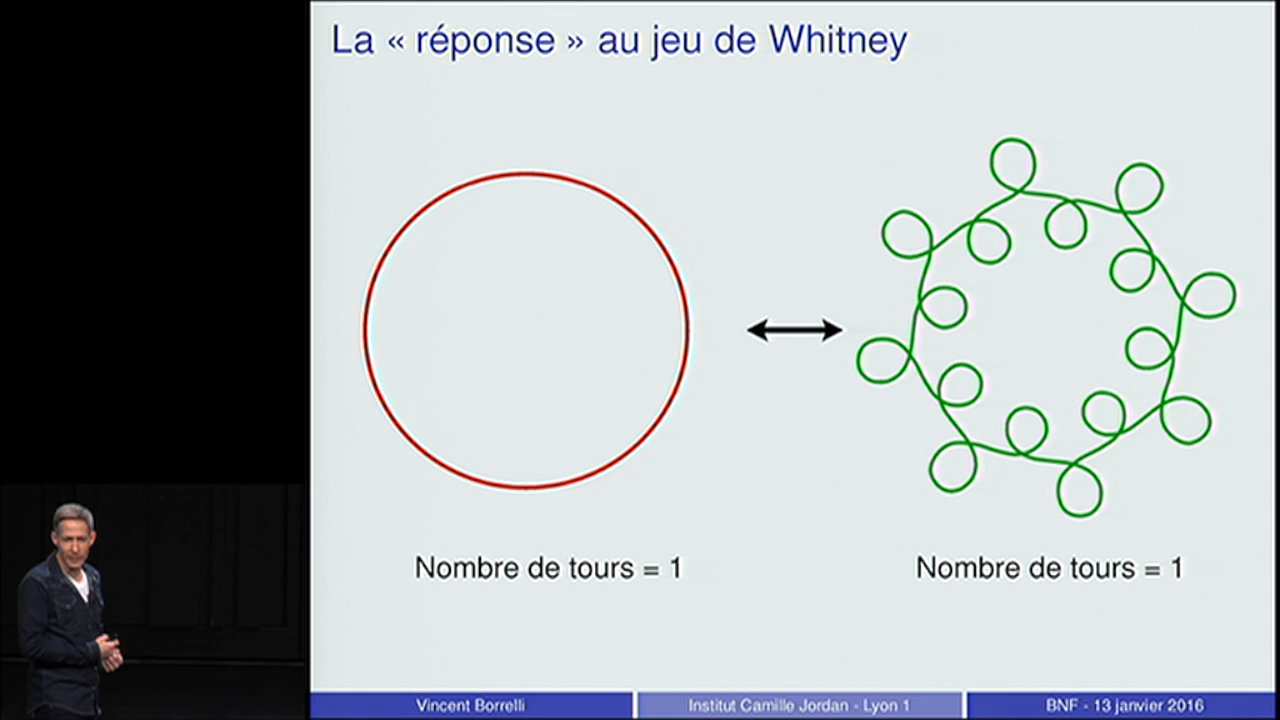 La « réponse » au jeu de Whitney
Nombre de tours = 1
Nombre de tours = 1
Vincent Borrelli
Institut Camille Jordan - Lyon 1
BNF - 13 janvier 2016